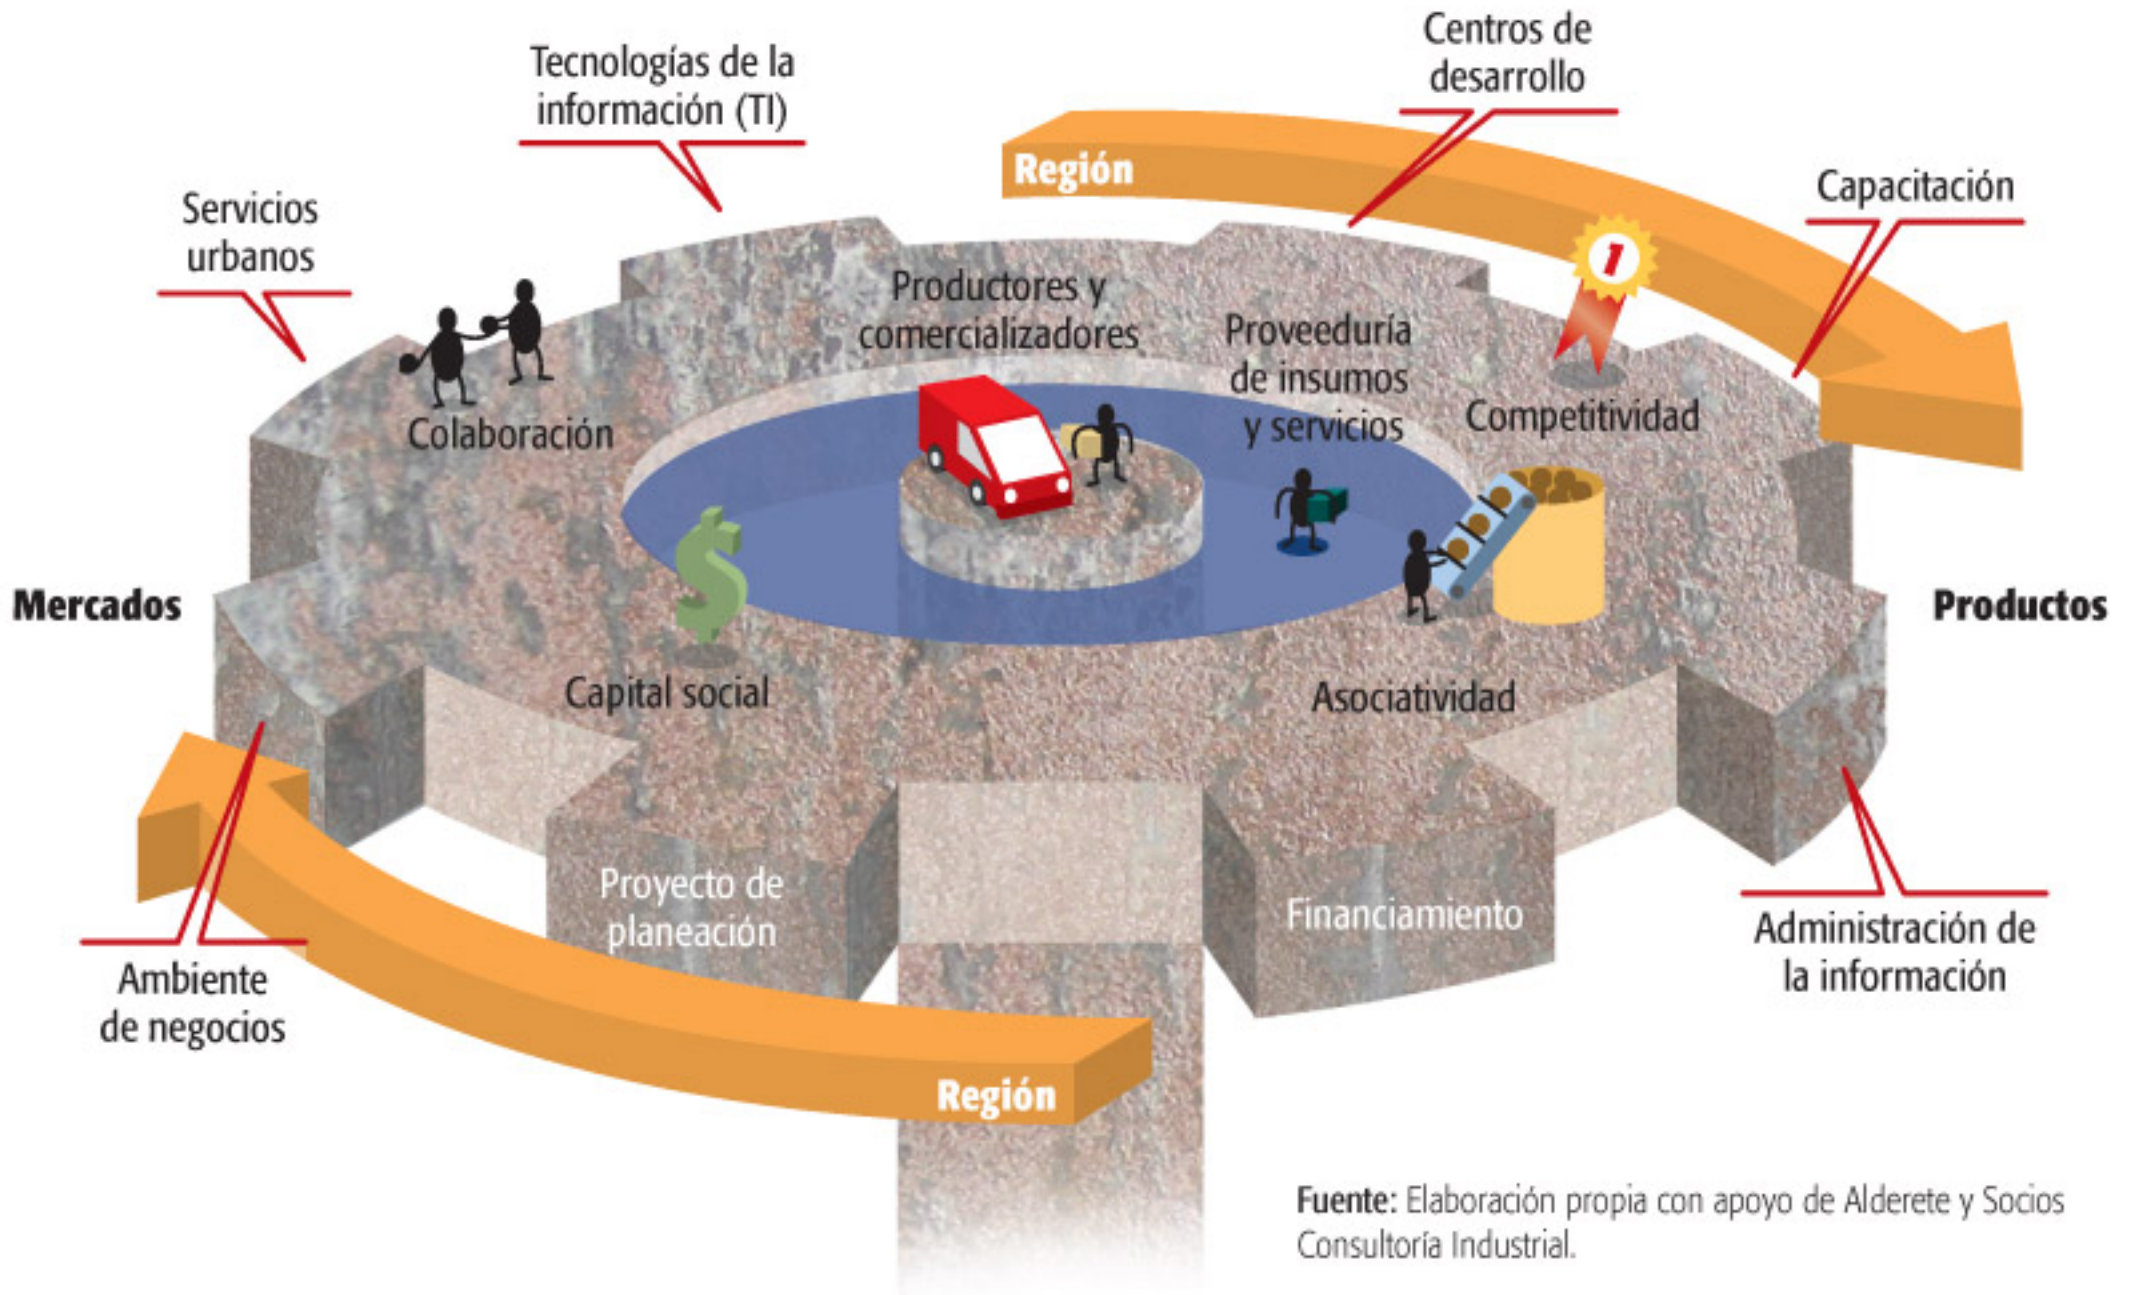 Centros de
desarrollo
Tecnologías de la
información (TI)
Región
Capacitación
Servicios
urbanos
1
Productores y
comercializadores
Proveeduría
de insumos
y servicios
Competitividad
Colaboración
Mercados
Productos
Capital social
Asociatividad
Proyecto de
planeación
Financiamiento
Administración de
la información
Ambiente
de negocios
Región
Fuente: Elaboración propia con apoyo de Alderete y Socios
Consultoría Industrial.